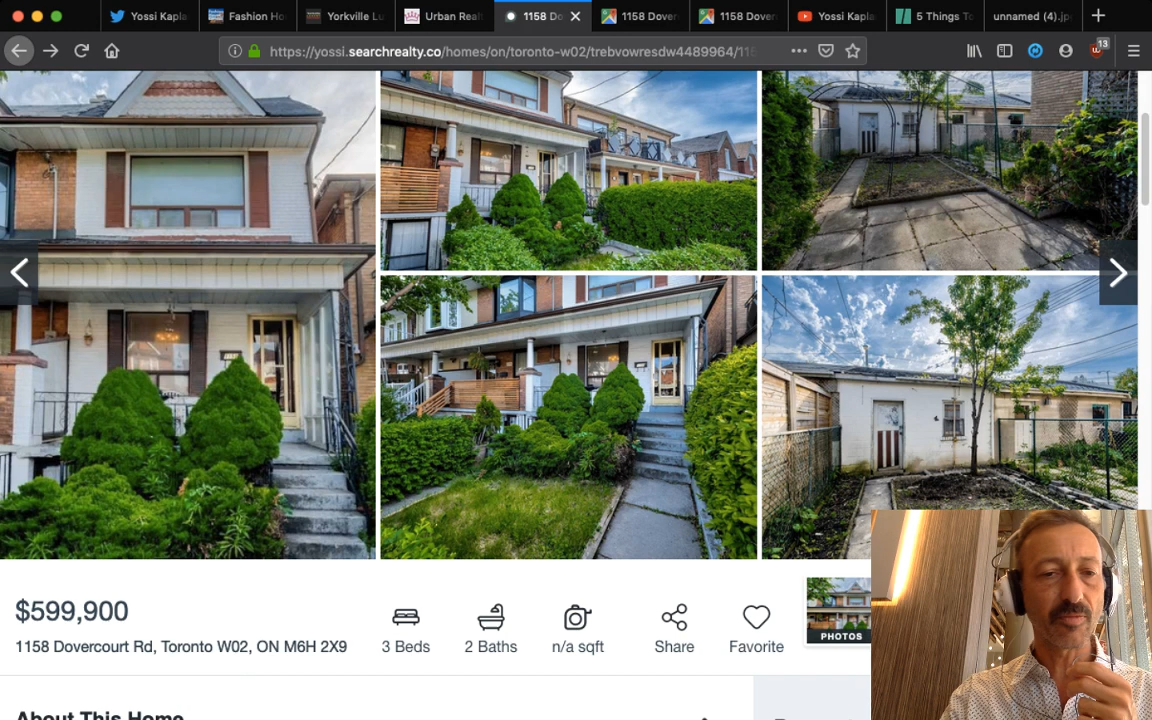 Yossi Kapla
Fashion Ho
Yorkville Lu
Urban Real
1158 Do
1158 Dover
1158 Dover
Yossi Kapla
5 Things To
unnamed (4).jp
https://yossi.searchrealty.co/homes/on/toronto-w02/trebvowresdw4489964/115
13
$599,900
1158 Dovercourt Rd, Toronto W02, ON M6H 2X9
3 Beds
2 Baths
n/a sqft
Share
Favorite
PHOTOS
About This Home